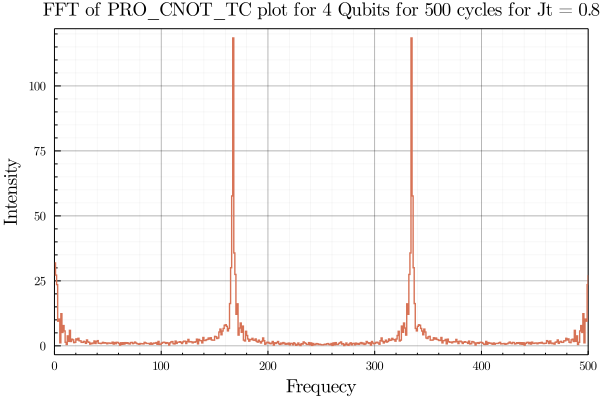 FFT of PRO_CNOT_TC plot for 4 Qubits for 500 cycles for Jt = 0.8
100
75
50
25
0
Intensity
0 100 200 300 400 500
Frequecy